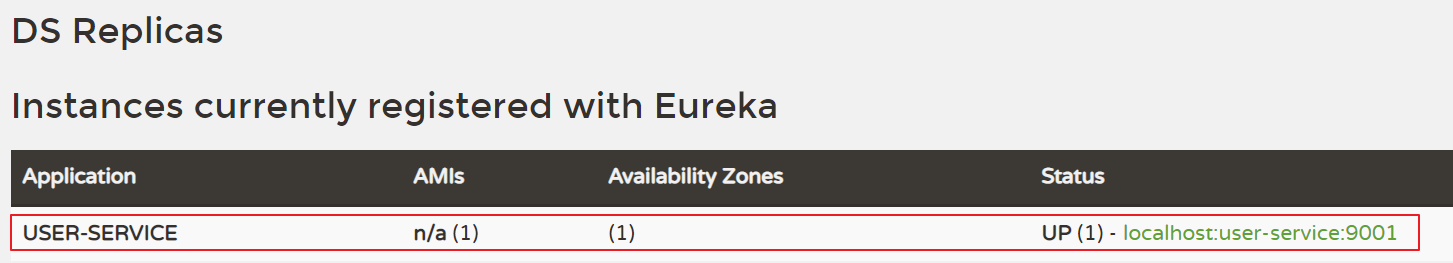 DS Replicas
Instances currently registered with Eureka
Application AMIs Availability Zones Status
USER-SERVICE n/a (1) (1) UP (1) - localhost:user-service:9001